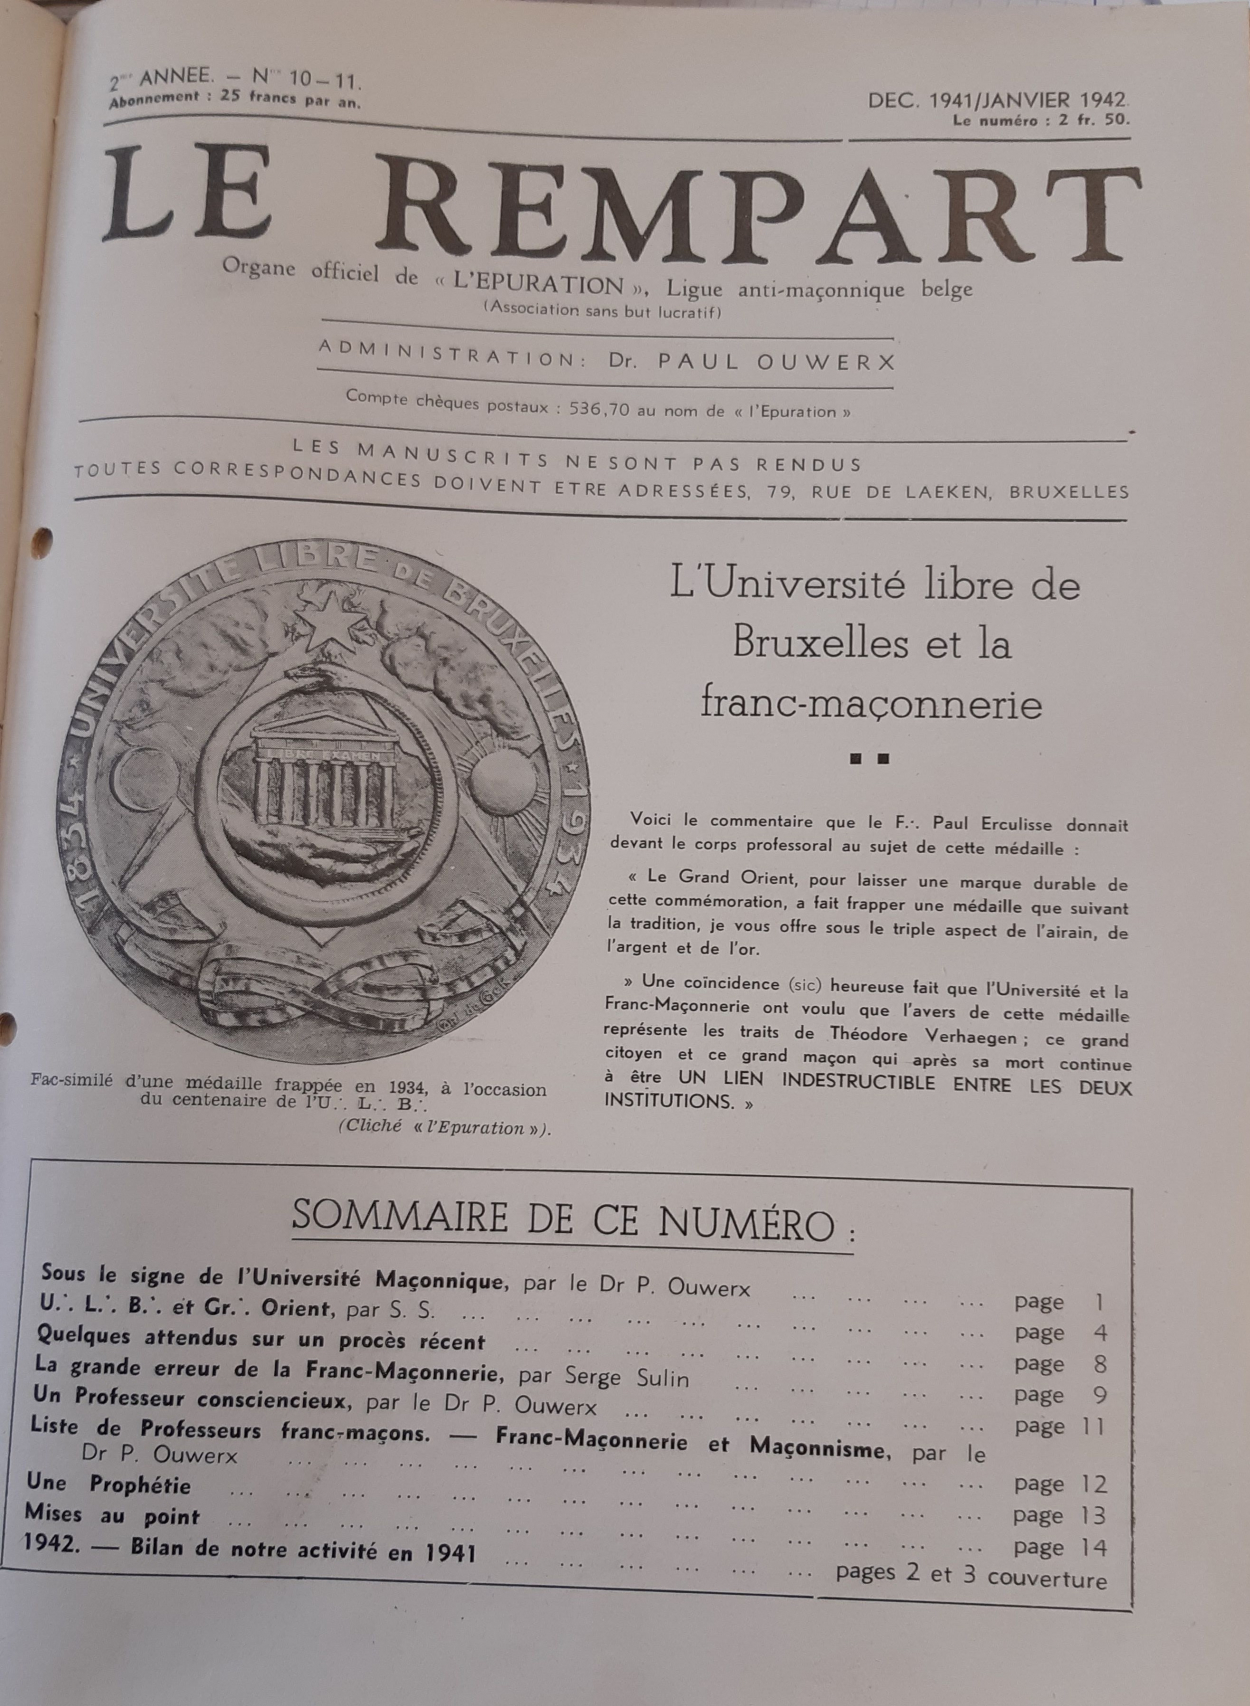 2me ANNEE. — Nos 10-11.
Abonnement : 25 francs par an.
DEC. 1941/JANVIER 1942.
Le numéro : 2 fr. 50.
LE REMPART
Organe officiel de « L'EPURATION », Ligue anti-maçonnique belge
(Association sans but lucratif)
ADMINISTRATION: Dr. PAUL OUWERX
Compte chèques postaux : 536,70 au nom de « l'Epuration »
LES MANUSCRITS NE SONT PAS RENDUS
TOUTES CORRESPONDANCES DOIVENT ETRE ADRESSÉES, 79, RUE DE LAEKEN, BRUXELLES
1834 ★ UNIVERSITE LIBRE DE BRUXELLES ★ 1934
LIBRE EXAMEN
Fac-similé d'une médaille frappée en 1934, à l'occasion
du centenaire de l'U∴ L∴ B∴
(Cliché « l'Epuration »).
L'Université libre de
Bruxelles et la
franc-maçonnerie
Voici le commentaire que le F∴ Paul Erculisse donnait
devant le corps professoral au sujet de cette médaille :
« Le Grand Orient, pour laisser une marque durable de
cette commémoration, a fait frapper une médaille que suivant
la tradition, je vous offre sous le triple aspect de l'airain, de
l'argent et de l'or.
» Une coïncidence (sic) heureuse fait que l'Université et la
Franc-Maçonnerie ont voulu que l'avers de cette médaille
représente les traits de Théodore Verhaegen ; ce grand
citoyen et ce grand maçon qui après sa mort continue
à être UN LIEN INDESTRUCTIBLE ENTRE LES DEUX
INSTITUTIONS. »
SOMMAIRE DE CE NUMÉRO :
Sous le signe de l'Université Maçonnique, par le Dr P. Ouwerx ... ... ... ... page 1
U∴ L∴ B∴ et Gr∴ Orient, par S. S. ... ... ... ... ... ... ... ... ... ... page 4
Quelques attendus sur un procès récent ... ... ... ... ... ... ... ... ... page 8
La grande erreur de la Franc-Maçonnerie, par Serge Sulin ... ... ... ... ... page 9
Un Professeur consciencieux, par le Dr P. Ouwerx ... ... ... ... ... ... ... page 11
Liste de Professeurs franc-maçons. — Franc-Maçonnerie et Maçonnisme, par le
Dr P. Ouwerx ... ... ... ... ... ... ... ... ... ... ... ... ... page 12
Une Prophétie ... ... ... ... ... ... ... ... ... ... ... ... ... ... page 13
Mises au point ... ... ... ... ... ... ... ... ... ... ... ... ... ... page 14
1942. — Bilan de notre activité en 1941 ... ... ... ... ... ... pages 2 et 3 couverture